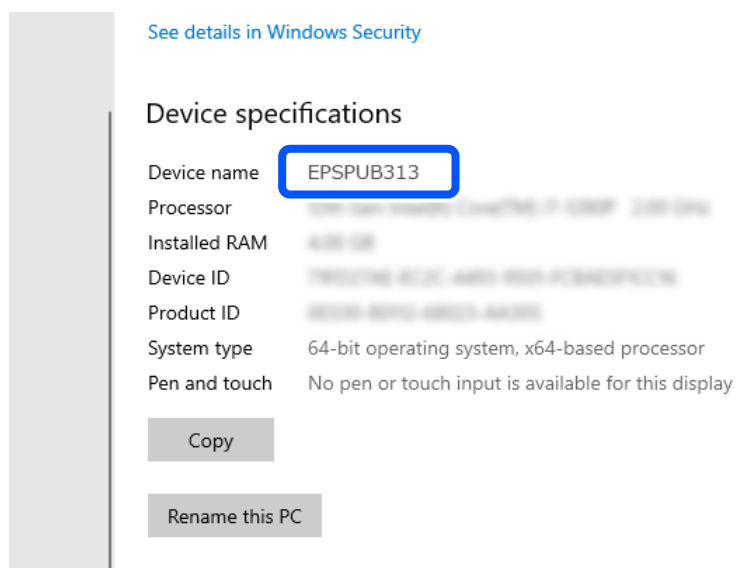 See details in Windows Security
Device specifications
Device name EPSPUB313
Processor
Installed RAM
Device ID
Product ID
System type 64-bit operating system, x64-based processor
Pen and touch No pen or touch input is available for this display
Copy
Rename this PC